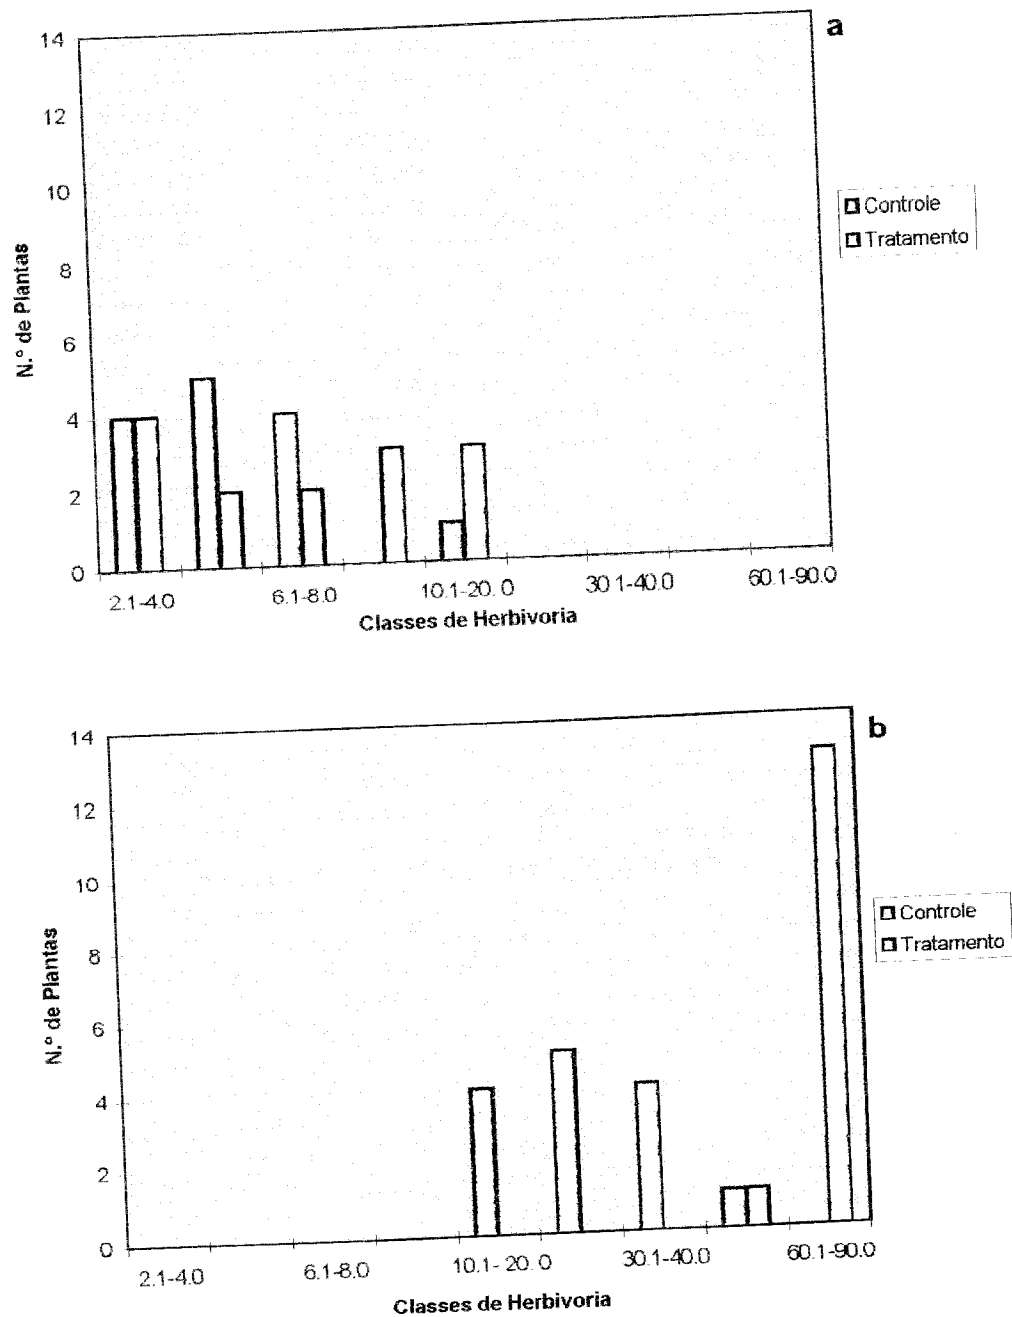 a
14
12
10
8
6
4
2
0
N.º de Plantas
2.1-4.0 6.1-8.0 10.1-20. 0 30.1-40.0 60.1-90.0
Classes de Herbivoria
Controle
Tratamento
b
14
12
10
8
6
4
2
0
N.º de Plantas
2.1-4.0 6.1-8.0 10.1- 20. 0 30.1-40.0 60.1-90.0
Classes de Herbivoria
Controle
Tratamento